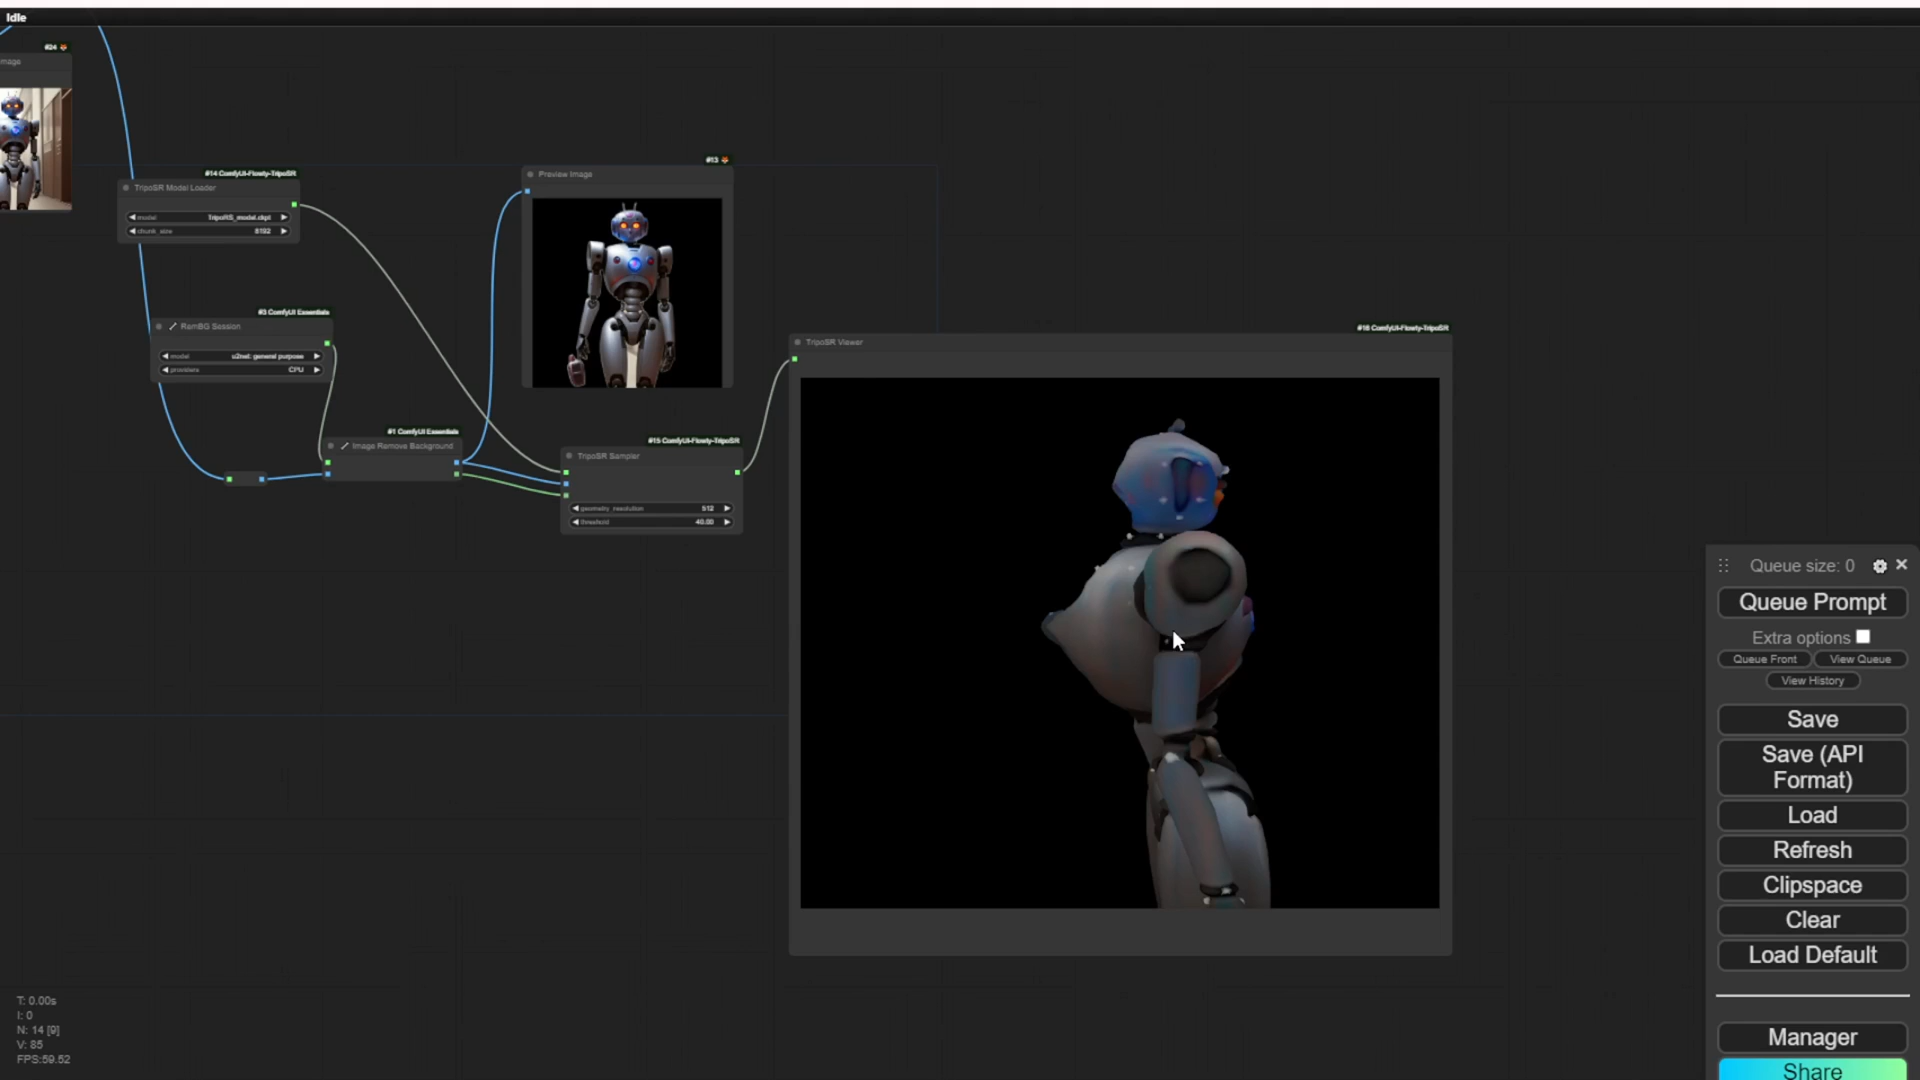 Idle
#24
mage
#13
#14 ComfyUI-Flowty-TripoSR
Preview Image
TripoSR Model Loader
model TripoRS_model.ckpt
chunk_size 8192
#3 ComfyUI Essentials
RemBG Session
model u2net: general purpose
providers CPU
#16 ComfyUI-Flowty-TripoSR
TripoSR Viewer
#1 ComfyUI Essentials
Image Remove Background
#15 ComfyUI-Flowty-TripoSR
TripoSR Sampler
geometry_resolution 512
threshold 40.00
Queue size: 0
Queue Prompt
Extra options
Queue Front View Queue
View History
Save
Save (API
Format)
Load
Refresh
Clipspace
Clear
Load Default
Manager
Share
T: 0.00s
I: 0
N: 14 [9]
V: 85
FPS:59.52